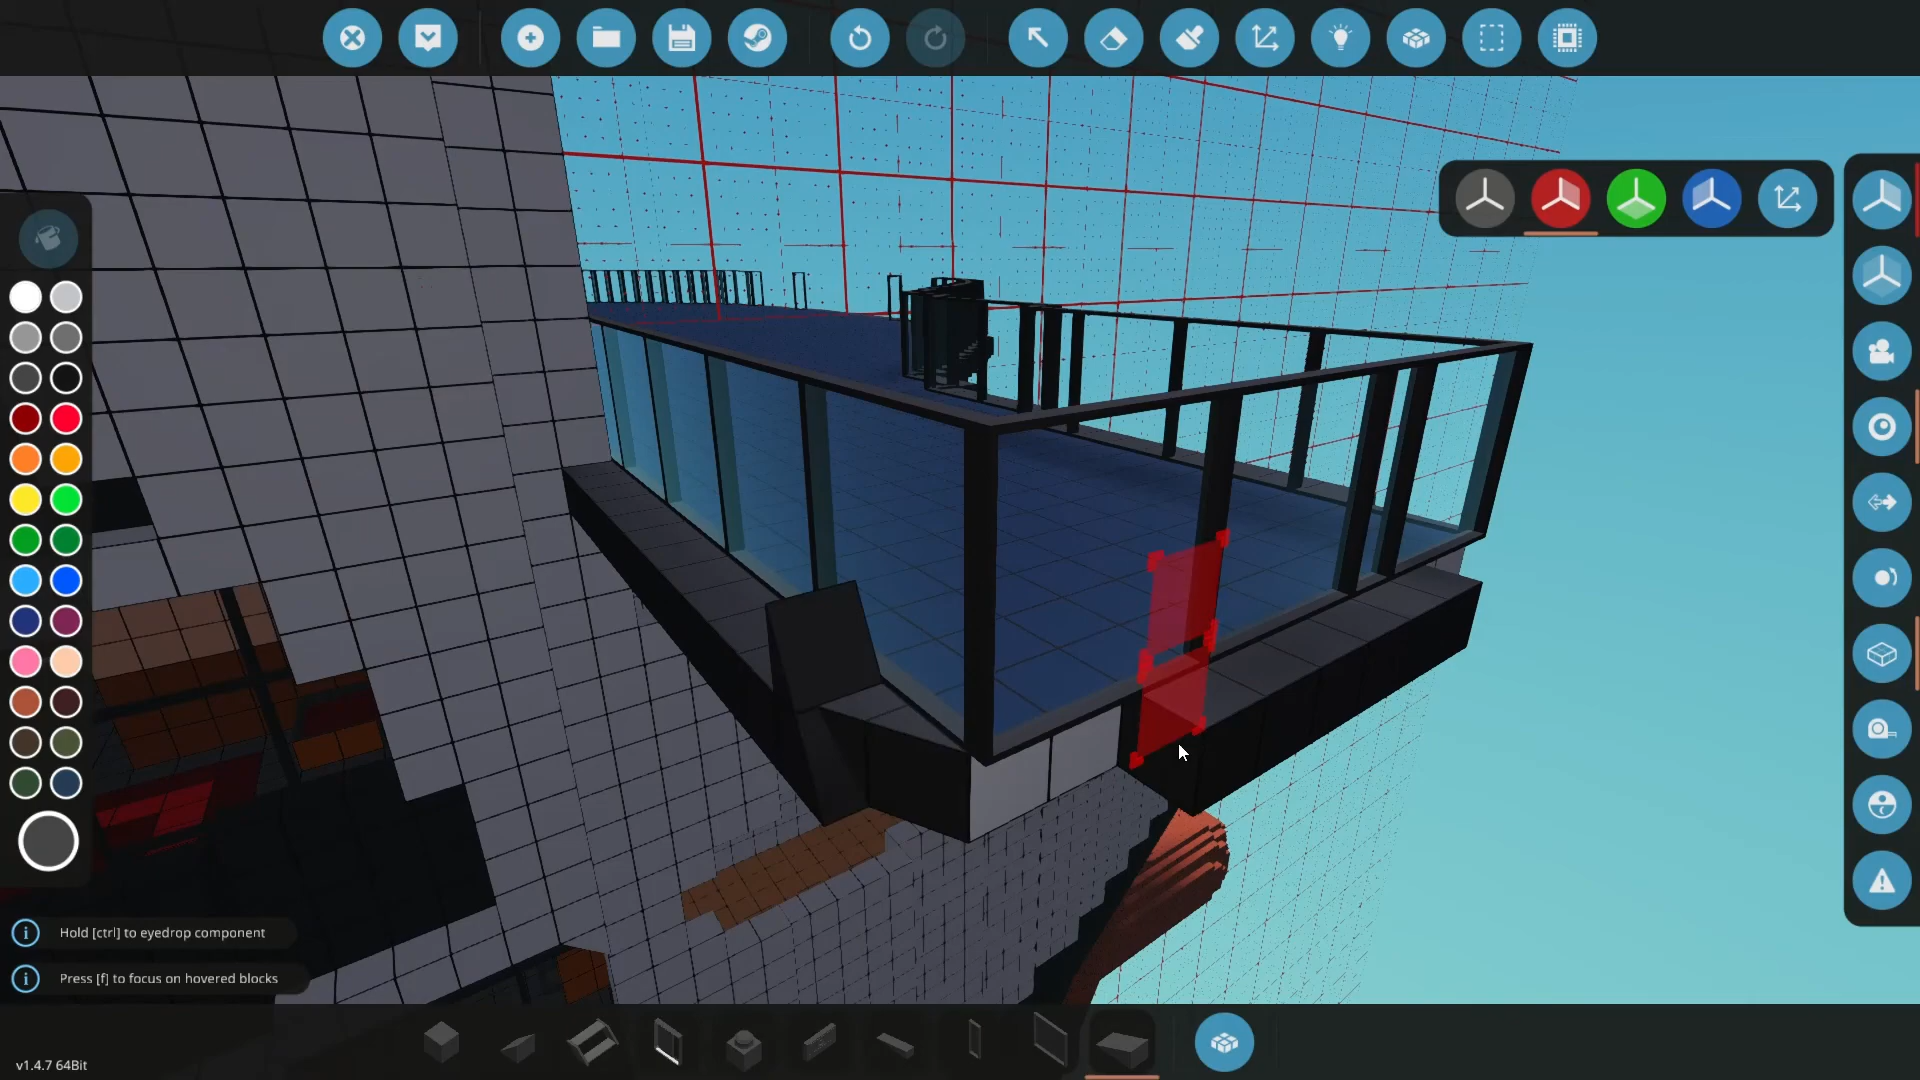 Hold [ctrl] to eyedrop component
Press [f] to focus on hovered blocks
v1.4.7 64Bit